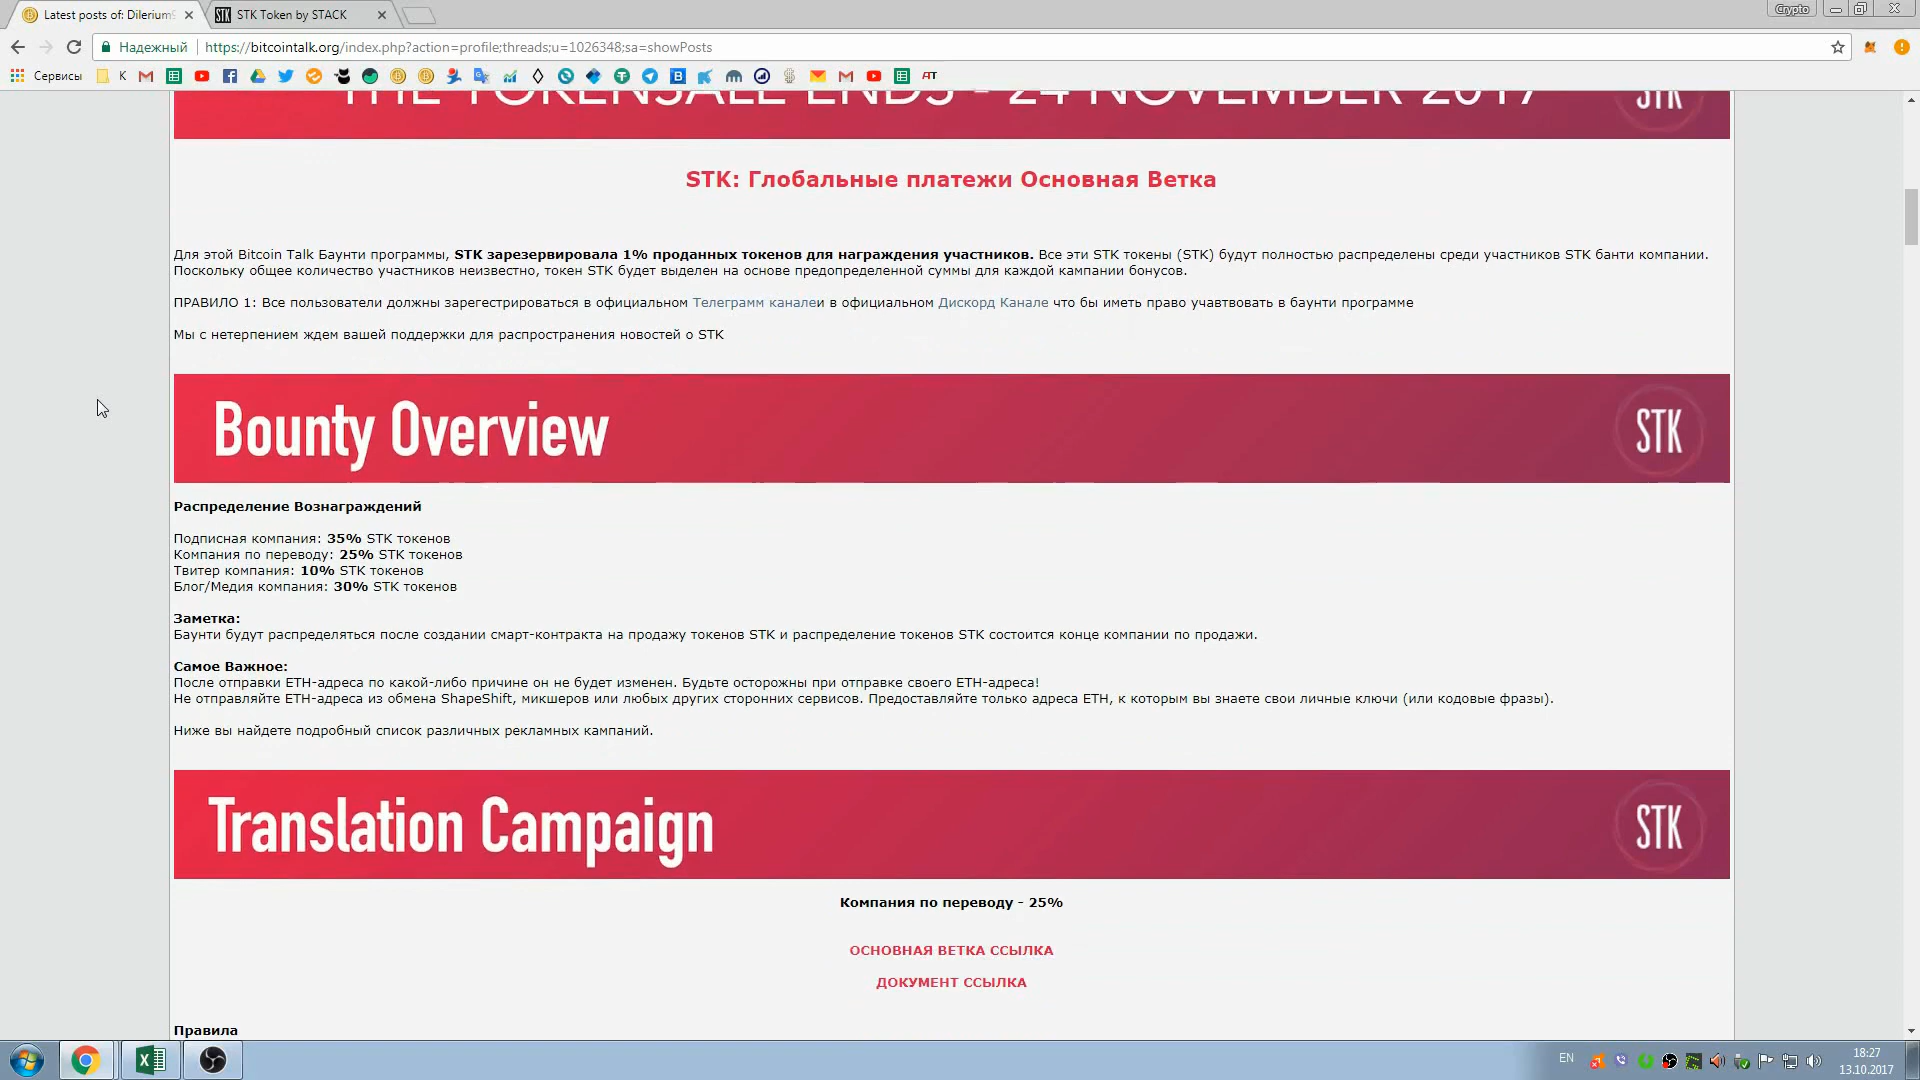 Latest posts of: Dilerium
STK Token by STACK
Crypto
Надежный
https://bitcointalk.org/index.php?action=profile;threads;u=1026348;sa=showPosts
Сервисы
K
THE TOKENSALE ENDS - 24 NOVEMBER 2017
STK
STK: Глобальные платежи Основная Ветка
Для этой Bitcoin Talk Баунти программы, STK зарезервировала 1% проданных токенов для награждения участников. Все эти STK токены (STK) будут полностью распределены среди участников STK банти компании.
Поскольку общее количество участников неизвестно, токен STK будет выделен на основе предопределенной суммы для каждой кампании бонусов.
ПРАВИЛО 1: Все пользователи должны зарегестрироваться в официальном Телеграмм каналеи в официальном Дискорд Канале что бы иметь право учавтвовать в баунти программе
Мы с нетерпением ждем вашей поддержки для распространения новостей о STK
Bounty Overview
STK
Распределение Вознаграждений
Подписная компания: 35% STK токенов
Компания по переводу: 25% STK токенов
Твитер компания: 10% STK токенов
Блог/Медия компания: 30% STK токенов
Заметка:
Баунти будут распределяться после создании смарт-контракта на продажу токенов STK и распределение токенов STK состоится конце компании по продажи.
Самое Важное:
После отправки ETH-адреса по какой-либо причине он не будет изменен. Будьте осторожны при отправке своего ETH-адреса!
Не отправляйте ETH-адреса из обмена ShapeShift, микшеров или любых других сторонних сервисов. Предоставляйте только адреса ETH, к которым вы знаете свои личные ключи (или кодовые фразы).
Ниже вы найдете подробный список различных рекламных кампаний.
Translation Campaign
STK
Компания по переводу - 25%
ОСНОВНАЯ ВЕТКА ССЫЛКА
ДОКУМЕНТ ССЫЛКА
Правила
EN
18:27
13.10.2017